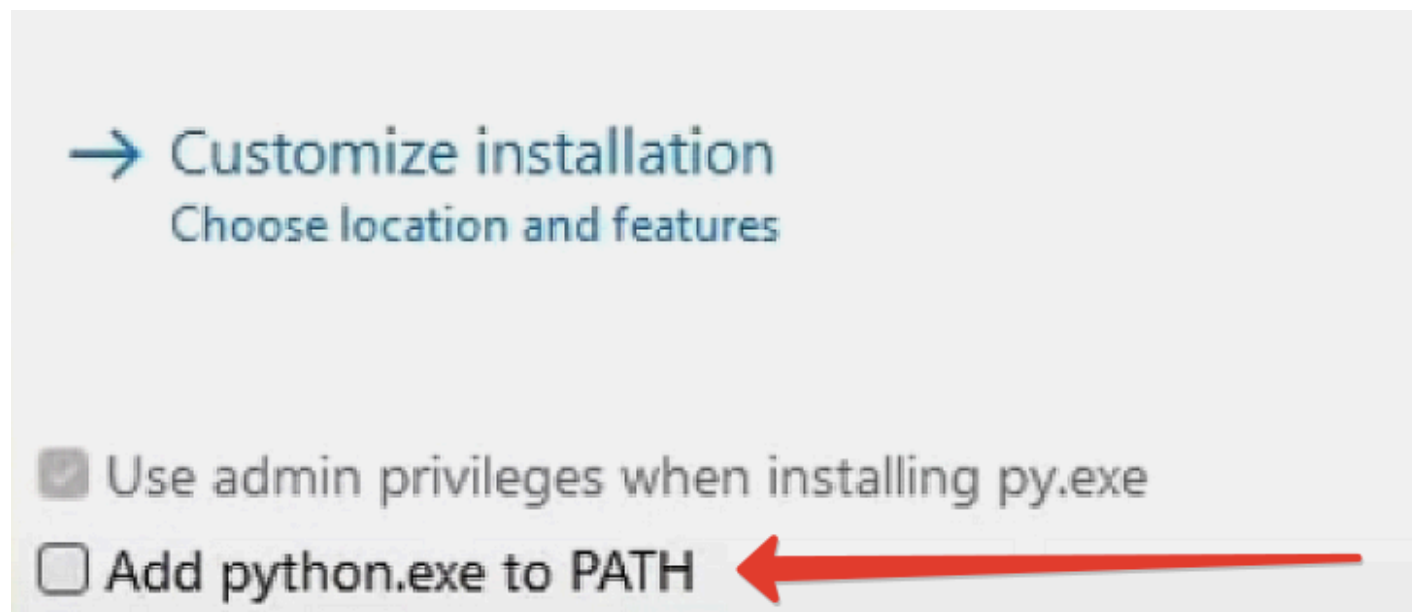 Customize installation
Choose location and features
Use admin privileges when installing py.exe
Add python.exe to PATH